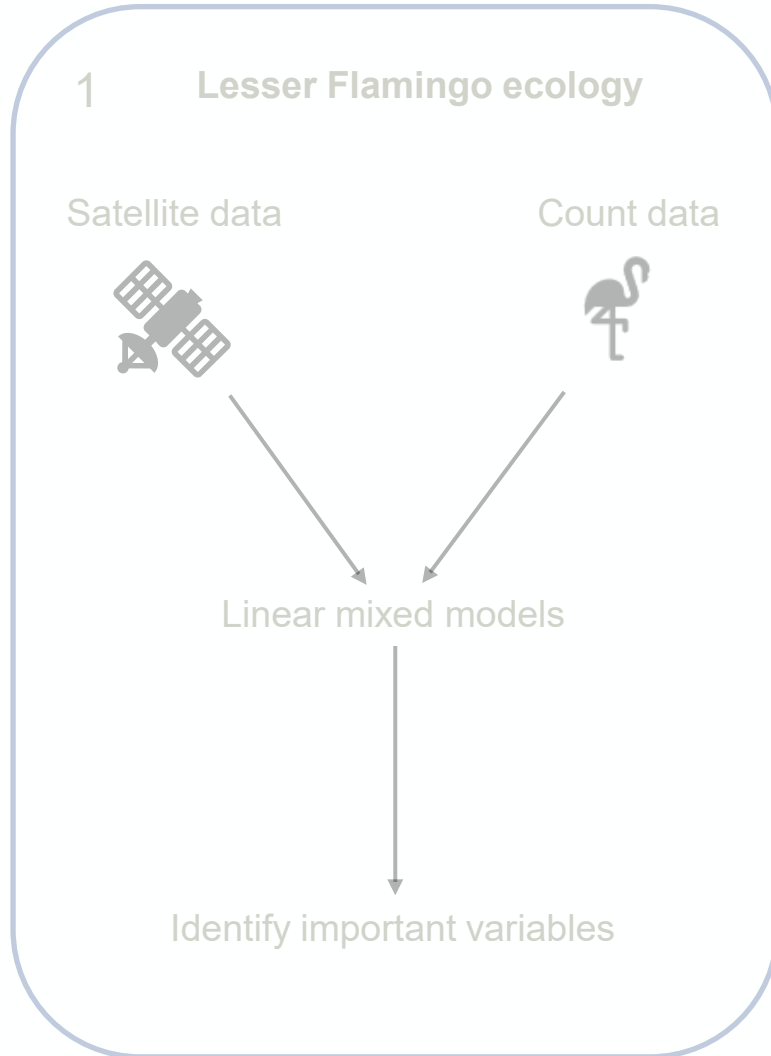 1
Lesser Flamingo ecology
Satellite data
Count data
Linear mixed models
Identify important variables